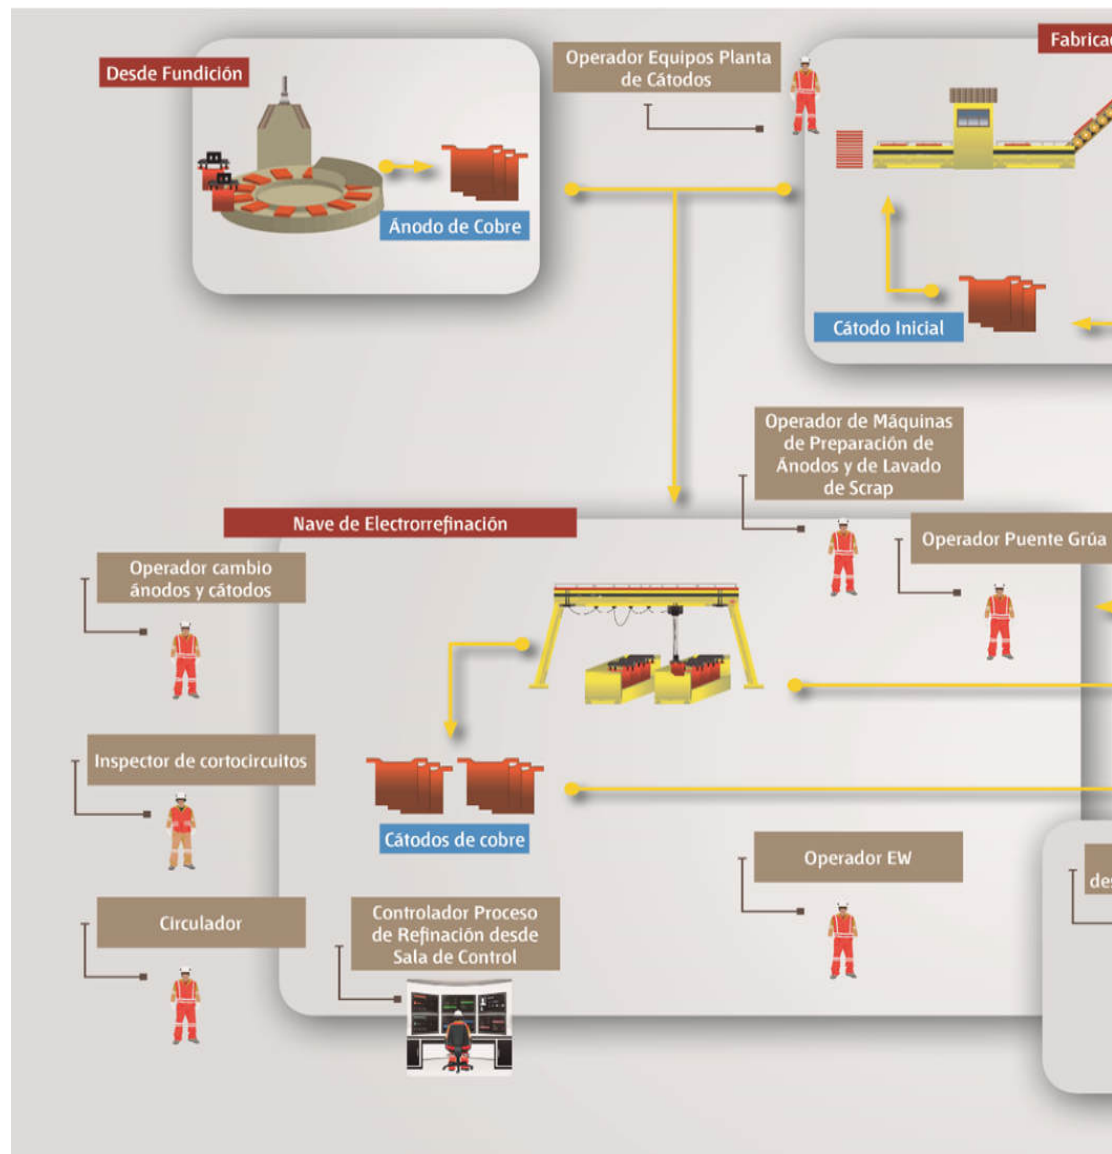 Desde Fundición
Operador Equipos Planta
de Cátodos
Ánodo de Cobre
Cátodo Inicial
Operador de Máquinas
de Preparación de
Ánodos y de Lavado
de Scrap
Nave de Electrorrefinación
Operador Puente Grúa
Operador cambio
ánodos y cátodos
Inspector de cortocircuitos
Cátodos de cobre
Operador EW
Circulador
Controlador Proceso
de Refinación desde
Sala de Control